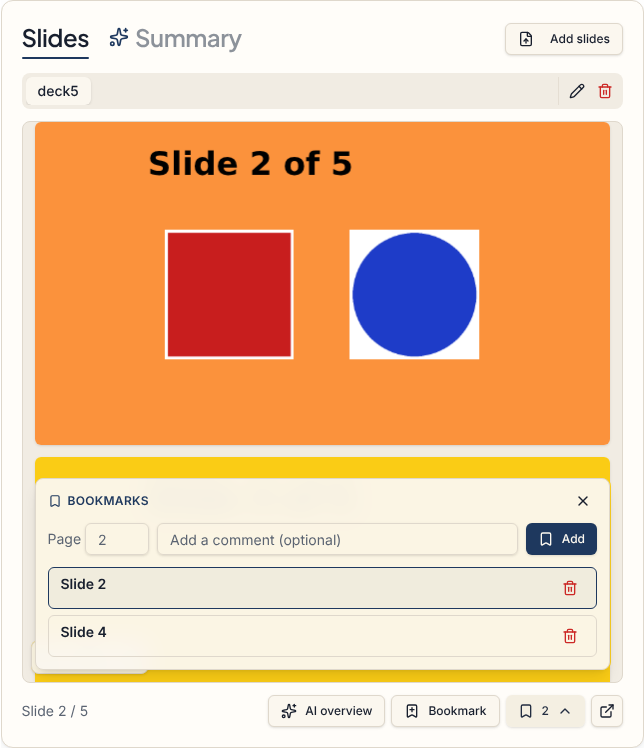 Slides
Summary
Add slides
deck5
Slide 2 of 5
BOOKMARKS
Page
2
Add a comment (optional)
Add
Slide 2
Slide 4
Slide 2 / 5
AI overview
Bookmark
2